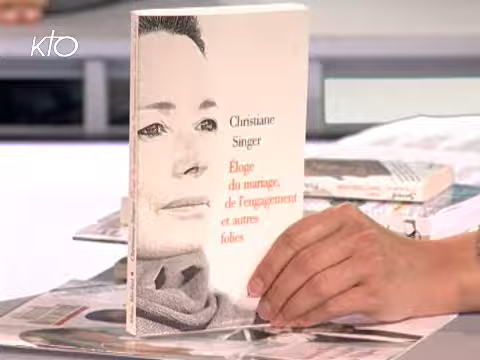 kto
Christiane
Singer
Éloge
du mariage,
de l'engagement
et autres
folies